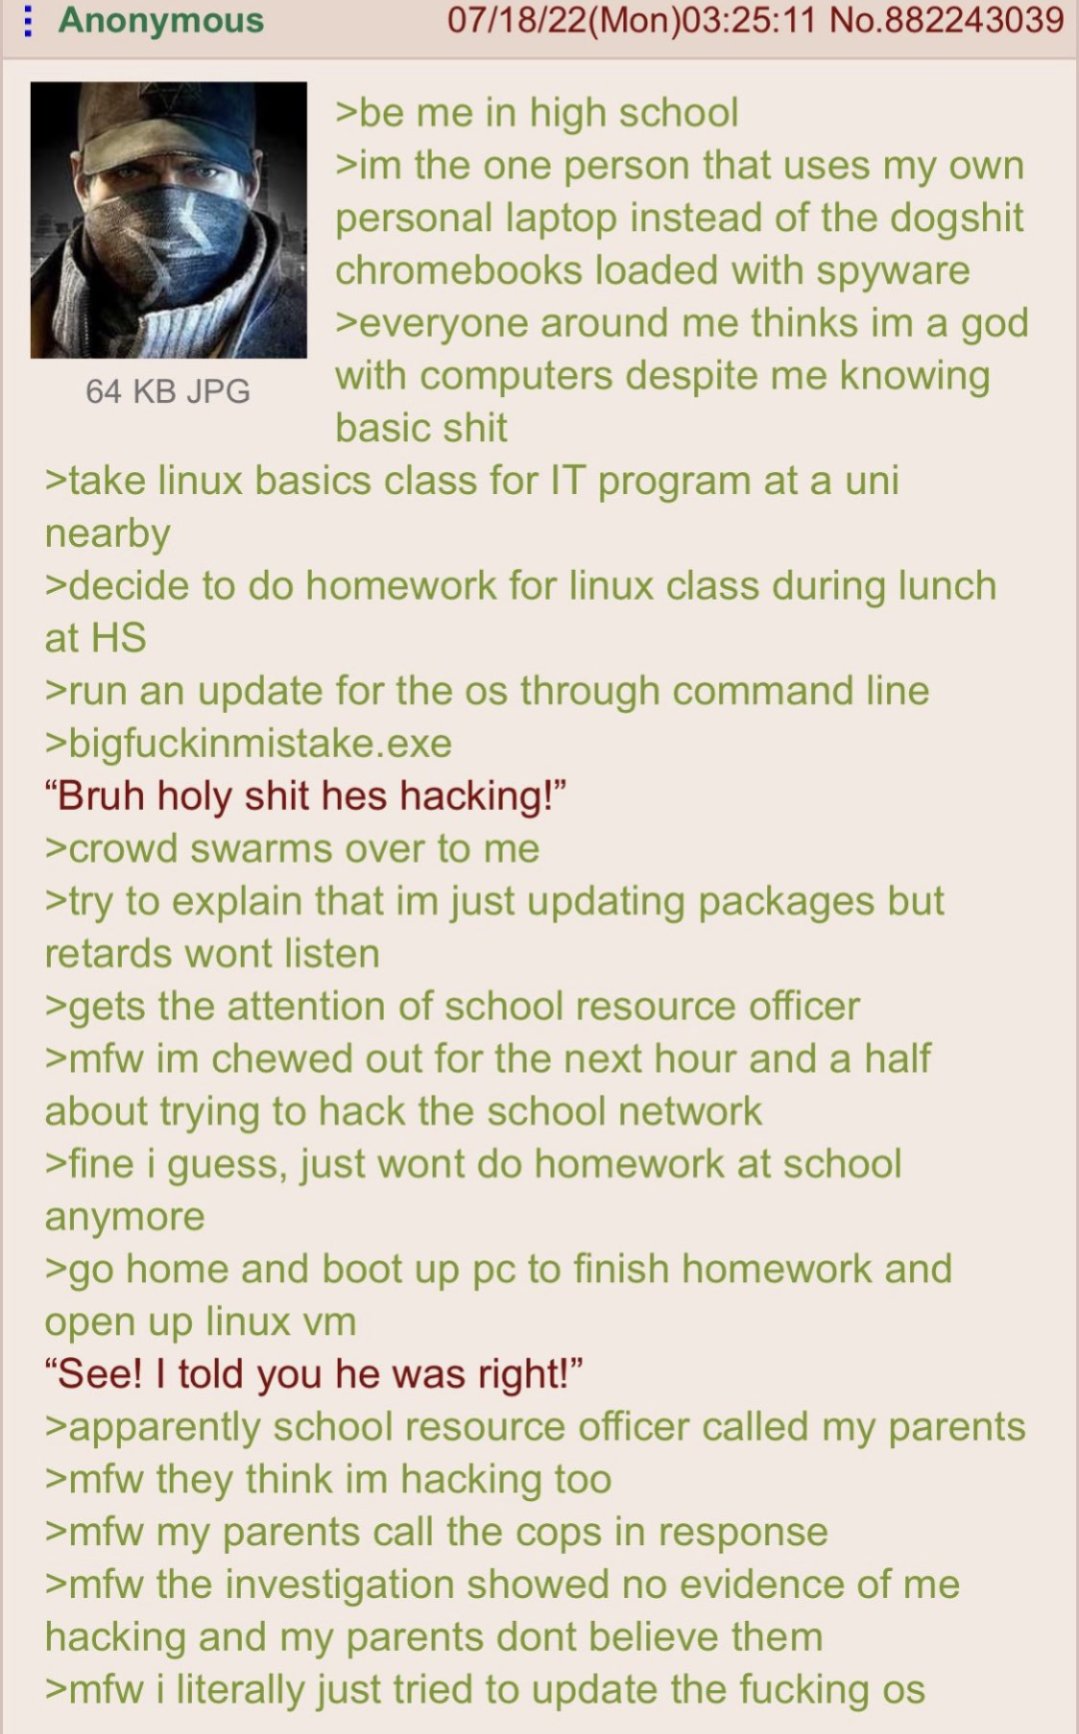 Anonymous 07/18/22(Mon)03:25:11 No.882243039
>be me in high school
>im the one person that uses my own
personal laptop instead of the dogshit
chromebooks loaded with spyware
>everyone around me thinks im a god
with computers despite me knowing
basic shit
64 KB JPG
>take linux basics class for IT program at a uni
nearby
>decide to do homework for linux class during lunch
at HS
>run an update for the os through command line
>bigfuckinmistake.exe
“Bruh holy shit hes hacking!”
>crowd swarms over to me
>try to explain that im just updating packages but
retards wont listen
>gets the attention of school resource officer
>mfw im chewed out for the next hour and a half
about trying to hack the school network
>fine i guess, just wont do homework at school
anymore
>go home and boot up pc to finish homework and
open up linux vm
“See! I told you he was right!”
>apparently school resource officer called my parents
>mfw they think im hacking too
>mfw my parents call the cops in response
>mfw the investigation showed no evidence of me
hacking and my parents dont believe them
>mfw i literally just tried to update the fucking os